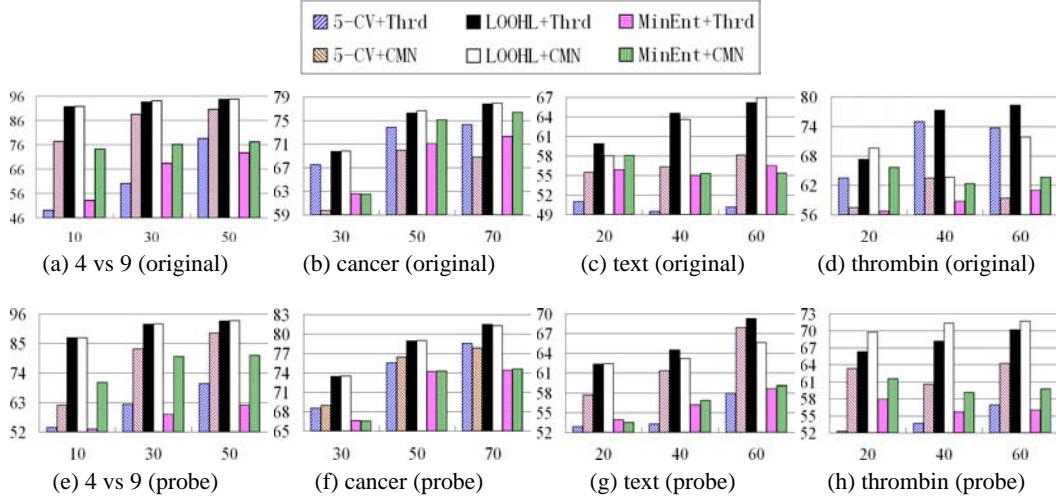 5-CV+Thrd LOOHL+Thrd MinEnt+Thrd
5-CV+CMN LOOHL+CMN MinEnt+CMN
96
86
76
66
56
46
10 30 50
(a) 4 vs 9 (original)
79
75
71
67
63
59
30 50 70
(b) cancer (original)
67
64
61
58
55
52
49
20 40 60
(c) text (original)
80
74
68
62
56
20 40 60
(d) thrombin (original)
96
85
74
63
52
10 30 50
(e) 4 vs 9 (probe)
83
80
77
74
71
68
65
30 50 70
(f) cancer (probe)
70
67
64
61
58
55
52
20 40 60
(g) text (probe)
73
70
67
64
61
58
55
52
20 40 60
(h) thrombin (probe)